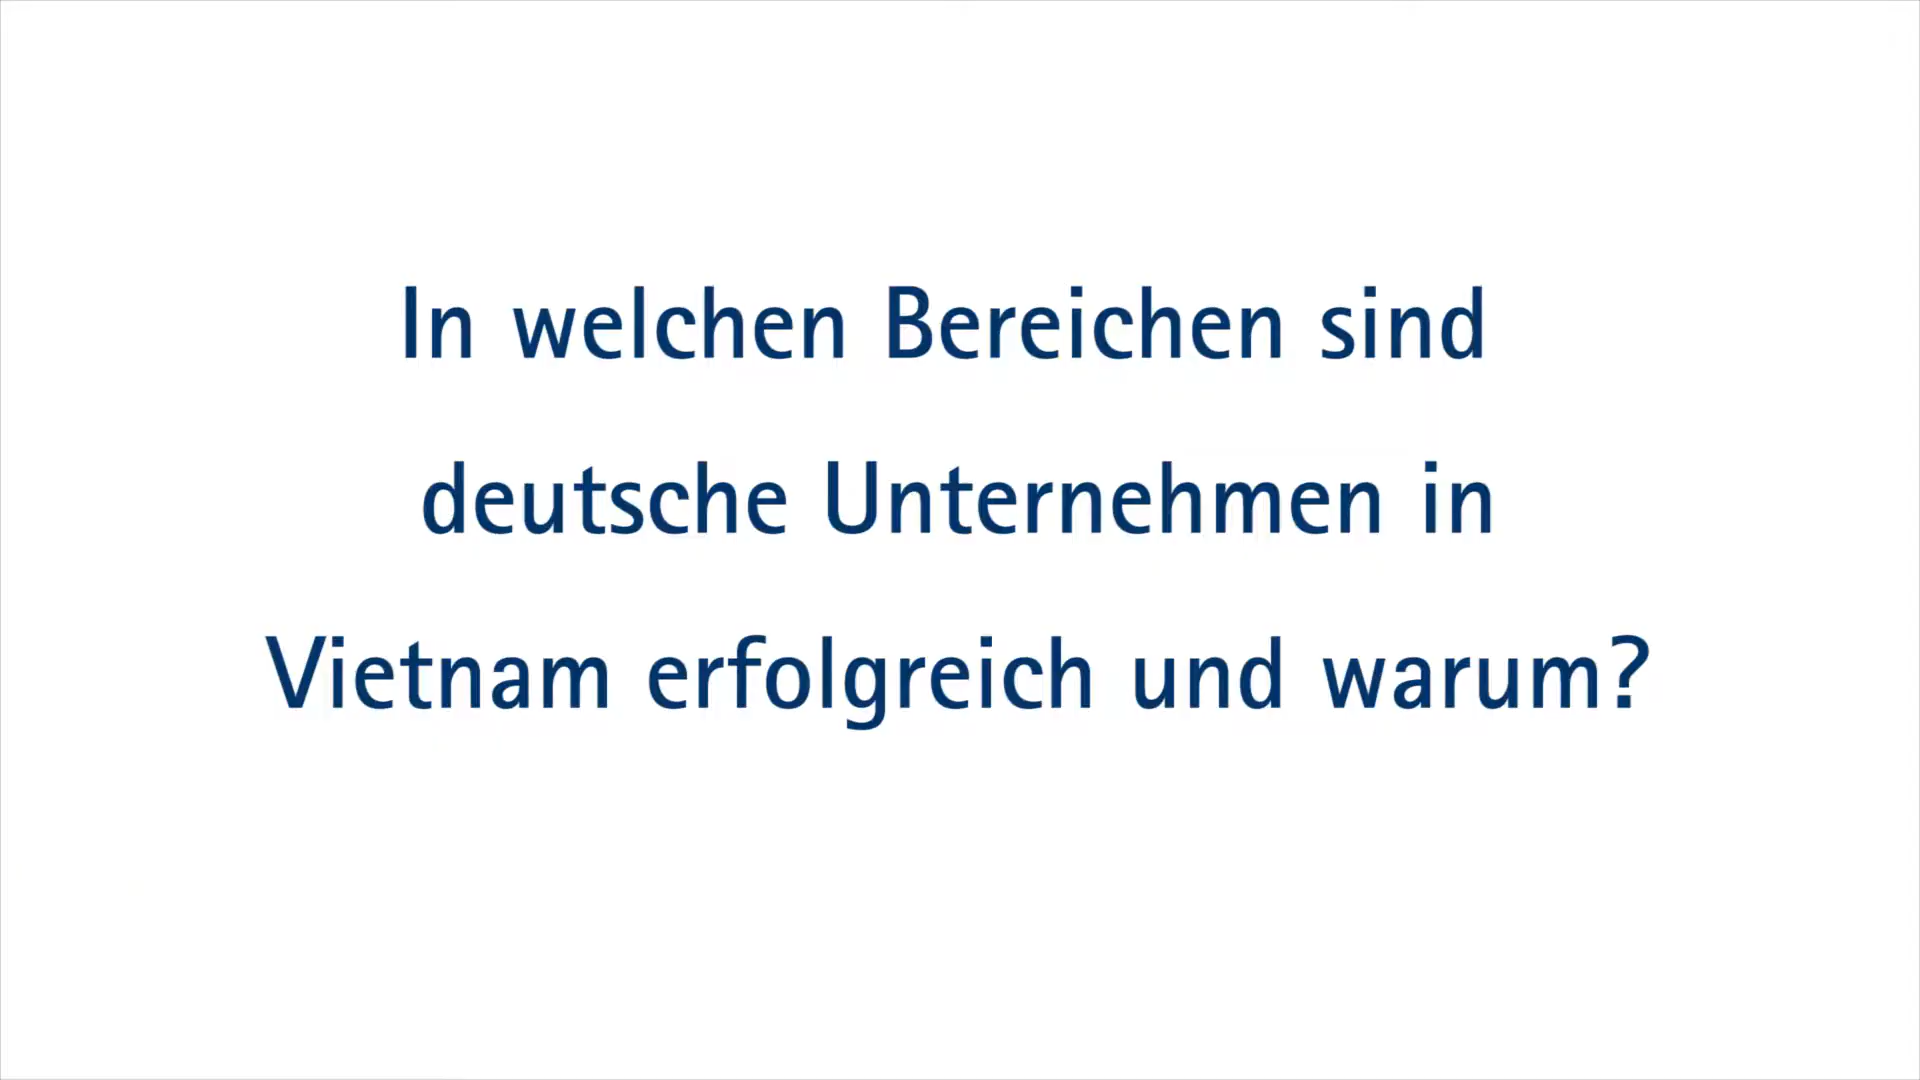 In welchen Bereichen sind
deutsche Unternehmen in
Vietnam erfolgreich und warum?